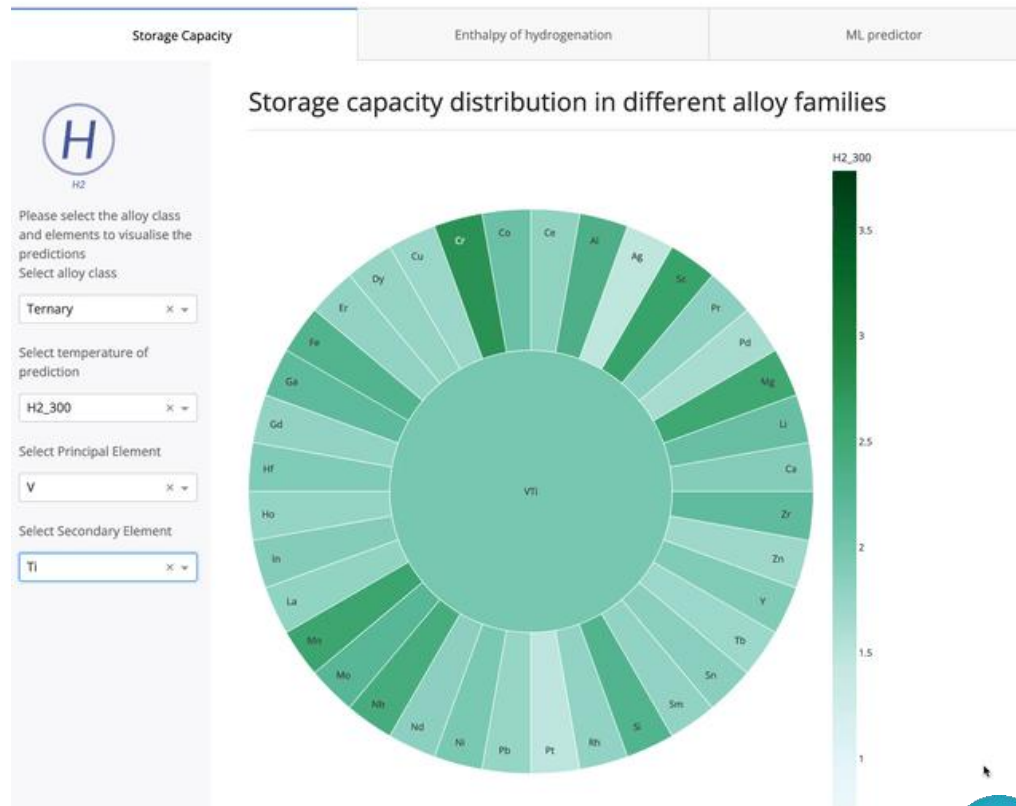 Storage Capacity
Enthalpy of hydrogenation
ML predictor
H
H2
Please select the alloy class
and elements to visualise the
predictions
Select alloy class
Ternary
Select temperature of
prediction
H2_300
Select Principal Element
V
Select Secondary Element
Ti
Storage capacity distribution in different alloy families
H2_300
3.5
3
2.5
2
1.5
1
VTi
Ce
Al
Ag
Sc
Pr
Pd
Mg
Li
Ca
Zr
Zn
Y
Tb
Sn
Sm
Si
Rh
Pt
Pb
Ni
Nd
Nb
Mo
Mn
La
In
Ho
Hf
Gd
Ga
Fe
Er
Dy
Cu
Cr
Co